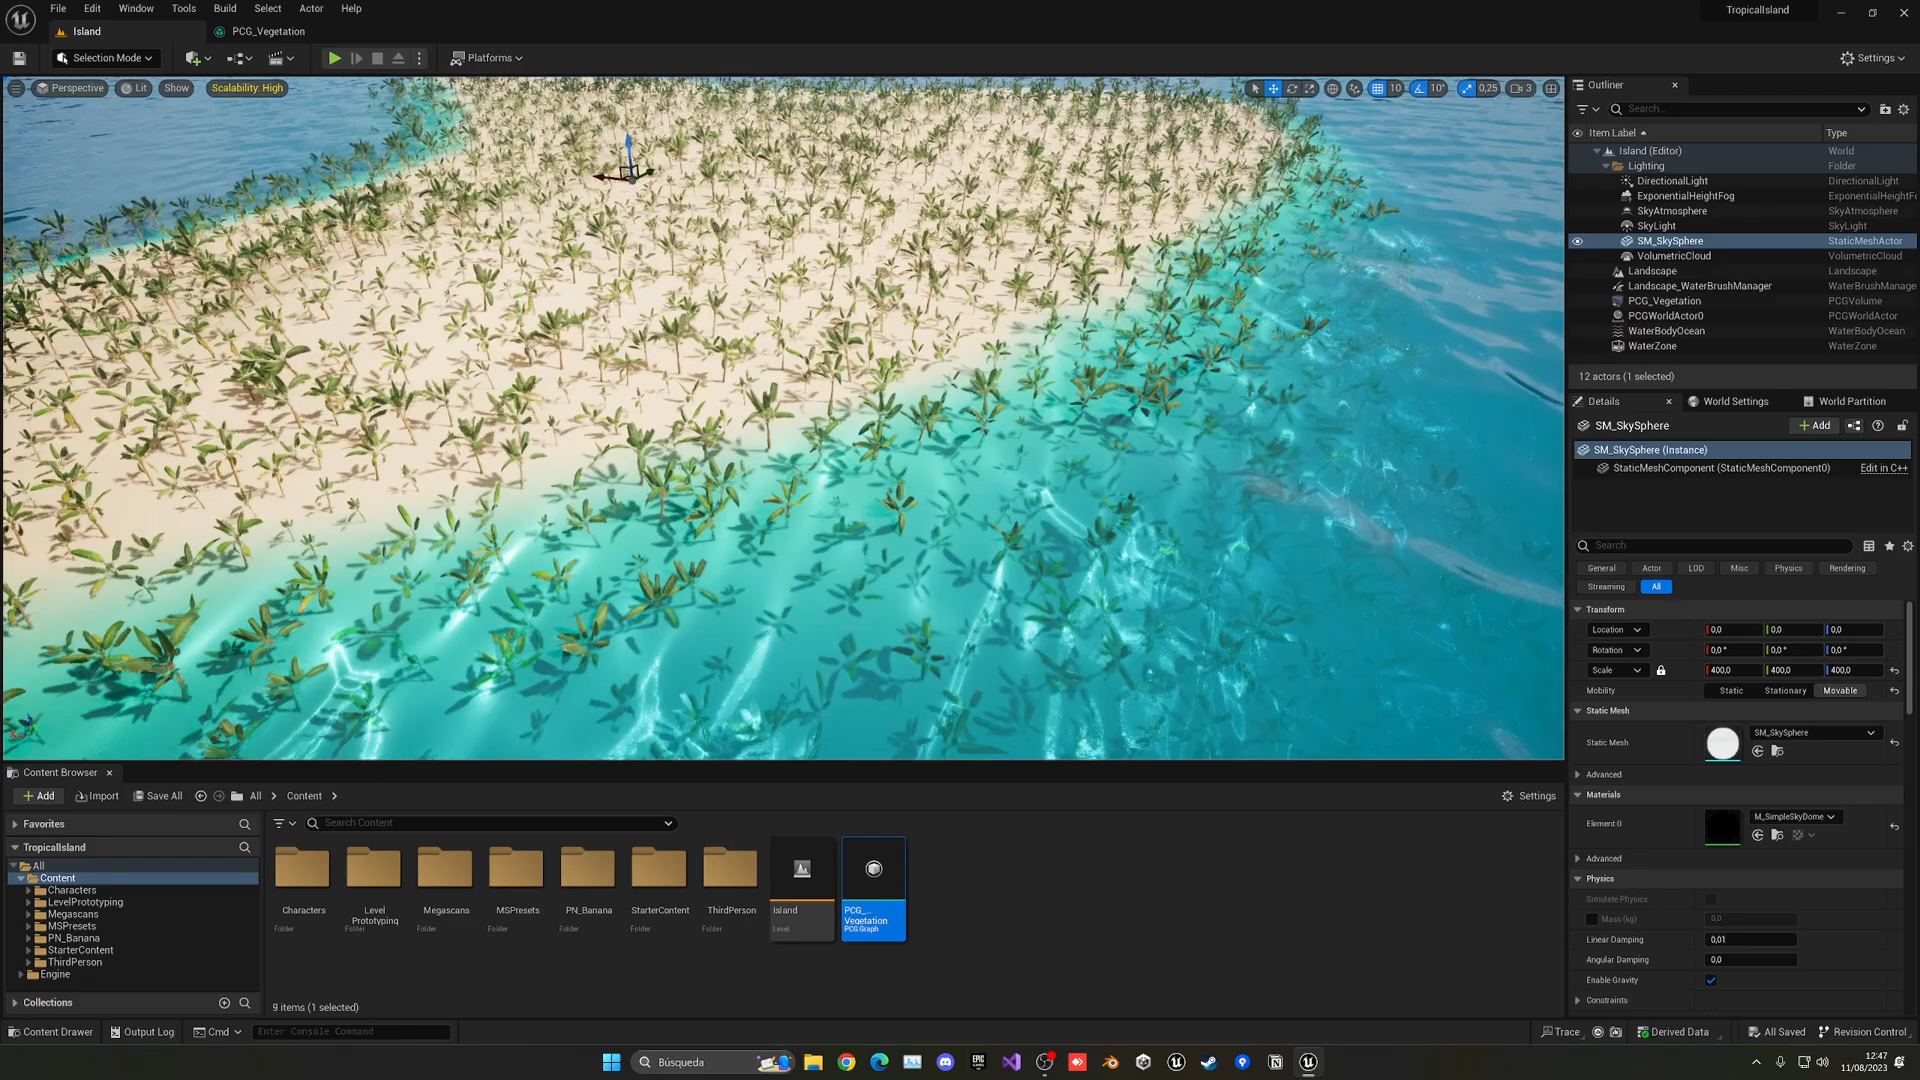 File Edit Window Tools Build Select Actor Help
TropicalIsland
Island
PCG_Vegetation
Selection Mode
Platforms
Settings
Perspective
Lit
Show
Scalability: High
10
10°
0,25
3
Outliner
Search...
Item Label
Type
Island (Editor)
World
Lighting
Folder
DirectionalLight
DirectionalLight
ExponentialHeightFog
ExponentialHeightFo
SkyAtmosphere
SkyAtmosphere
SkyLight
SkyLight
SM_SkySphere
StaticMeshActor
VolumetricCloud
VolumetricCloud
Landscape
Landscape
Landscape_WaterBrushManager
WaterBrushManage
PCG_Vegetation
PCGVolume
PCGWorldActor0
PCGWorldActor
WaterBodyOcean
WaterBodyOcean
WaterZone
WaterZone
12 actors (1 selected)
Details
World Settings
World Partition
SM_SkySphere
Add
SM_SkySphere (Instance)
StaticMeshComponent (StaticMeshComponent0)
Edit in C++
Search
General
Actor
LOD
Misc
Physics
Rendering
Streaming
All
Transform
Location
0,0
0,0
0,0
Rotation
0,0 °
0,0 °
0,0 °
Scale
400,0
400,0
400,0
Mobility
Static
Stationary
Movable
Static Mesh
Static Mesh
SM_SkySphere
Advanced
Materials
Element 0
M_SimpleSkyDome
Advanced
Physics
Simulate Physics
Mass (kg)
0,0
Linear Damping
0,01
Angular Damping
0,0
Enable Gravity
Constraints
Content Browser
Add
Import
Save All
All
Content
Settings
Favorites
TropicalIsland
All
Content
Characters
LevelPrototyping
Megascans
MSPresets
PN_Banana
StarterContent
ThirdPerson
Engine
Collections
Search Content
Characters
Folder
Level
Prototyping
Folder
Megascans
Folder
MSPresets
Folder
PN_Banana
Folder
StarterContent
Folder
ThirdPerson
Folder
Island
Level
PCG_...
Vegetation
PCG Graph
9 items (1 selected)
Content Drawer
Output Log
Cmd
Enter Console Command
Trace
Derived Data
All Saved
Revision Control
Búsqueda
EPIC
12:47
11/08/2023